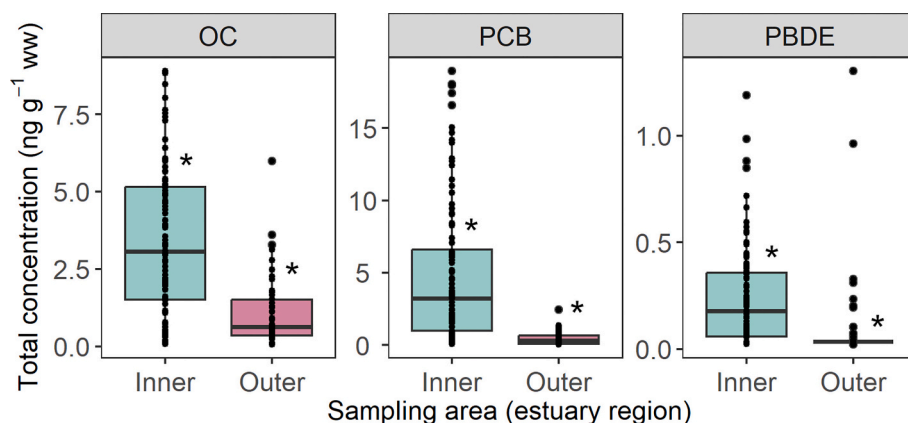 OC
PCB
PBDE
Total concentration (ng g⁻¹ ww)
7.5
5.0
2.5
0.0
*
*
Inner
Outer
15
10
5
0
*
*
Inner
Outer
1.0
0.5
0.0
*
*
Inner
Outer
Sampling area (estuary region)